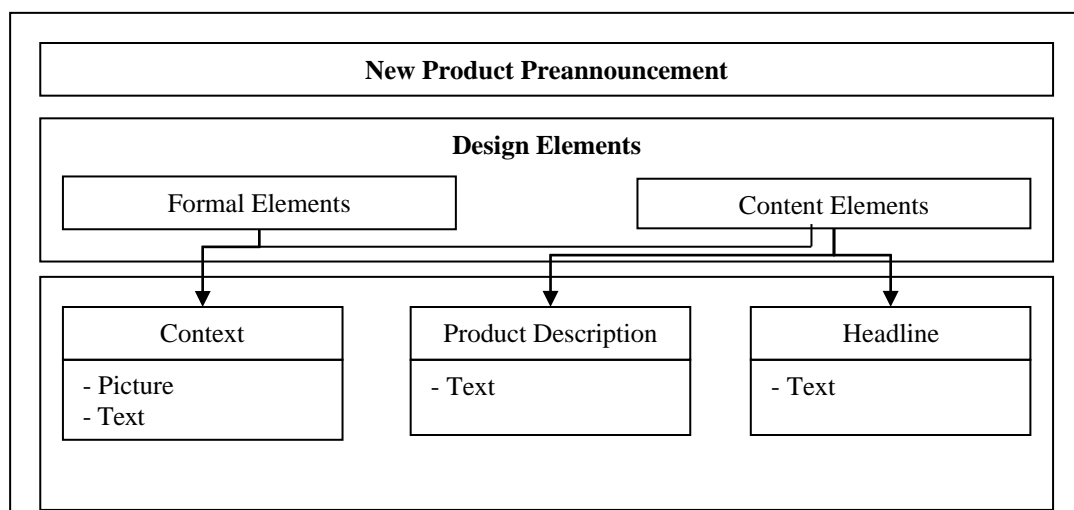 New Product Preannouncement
Design Elements
Formal Elements
Content Elements
Context
- Picture
- Text
Product Description
- Text
Headline
- Text